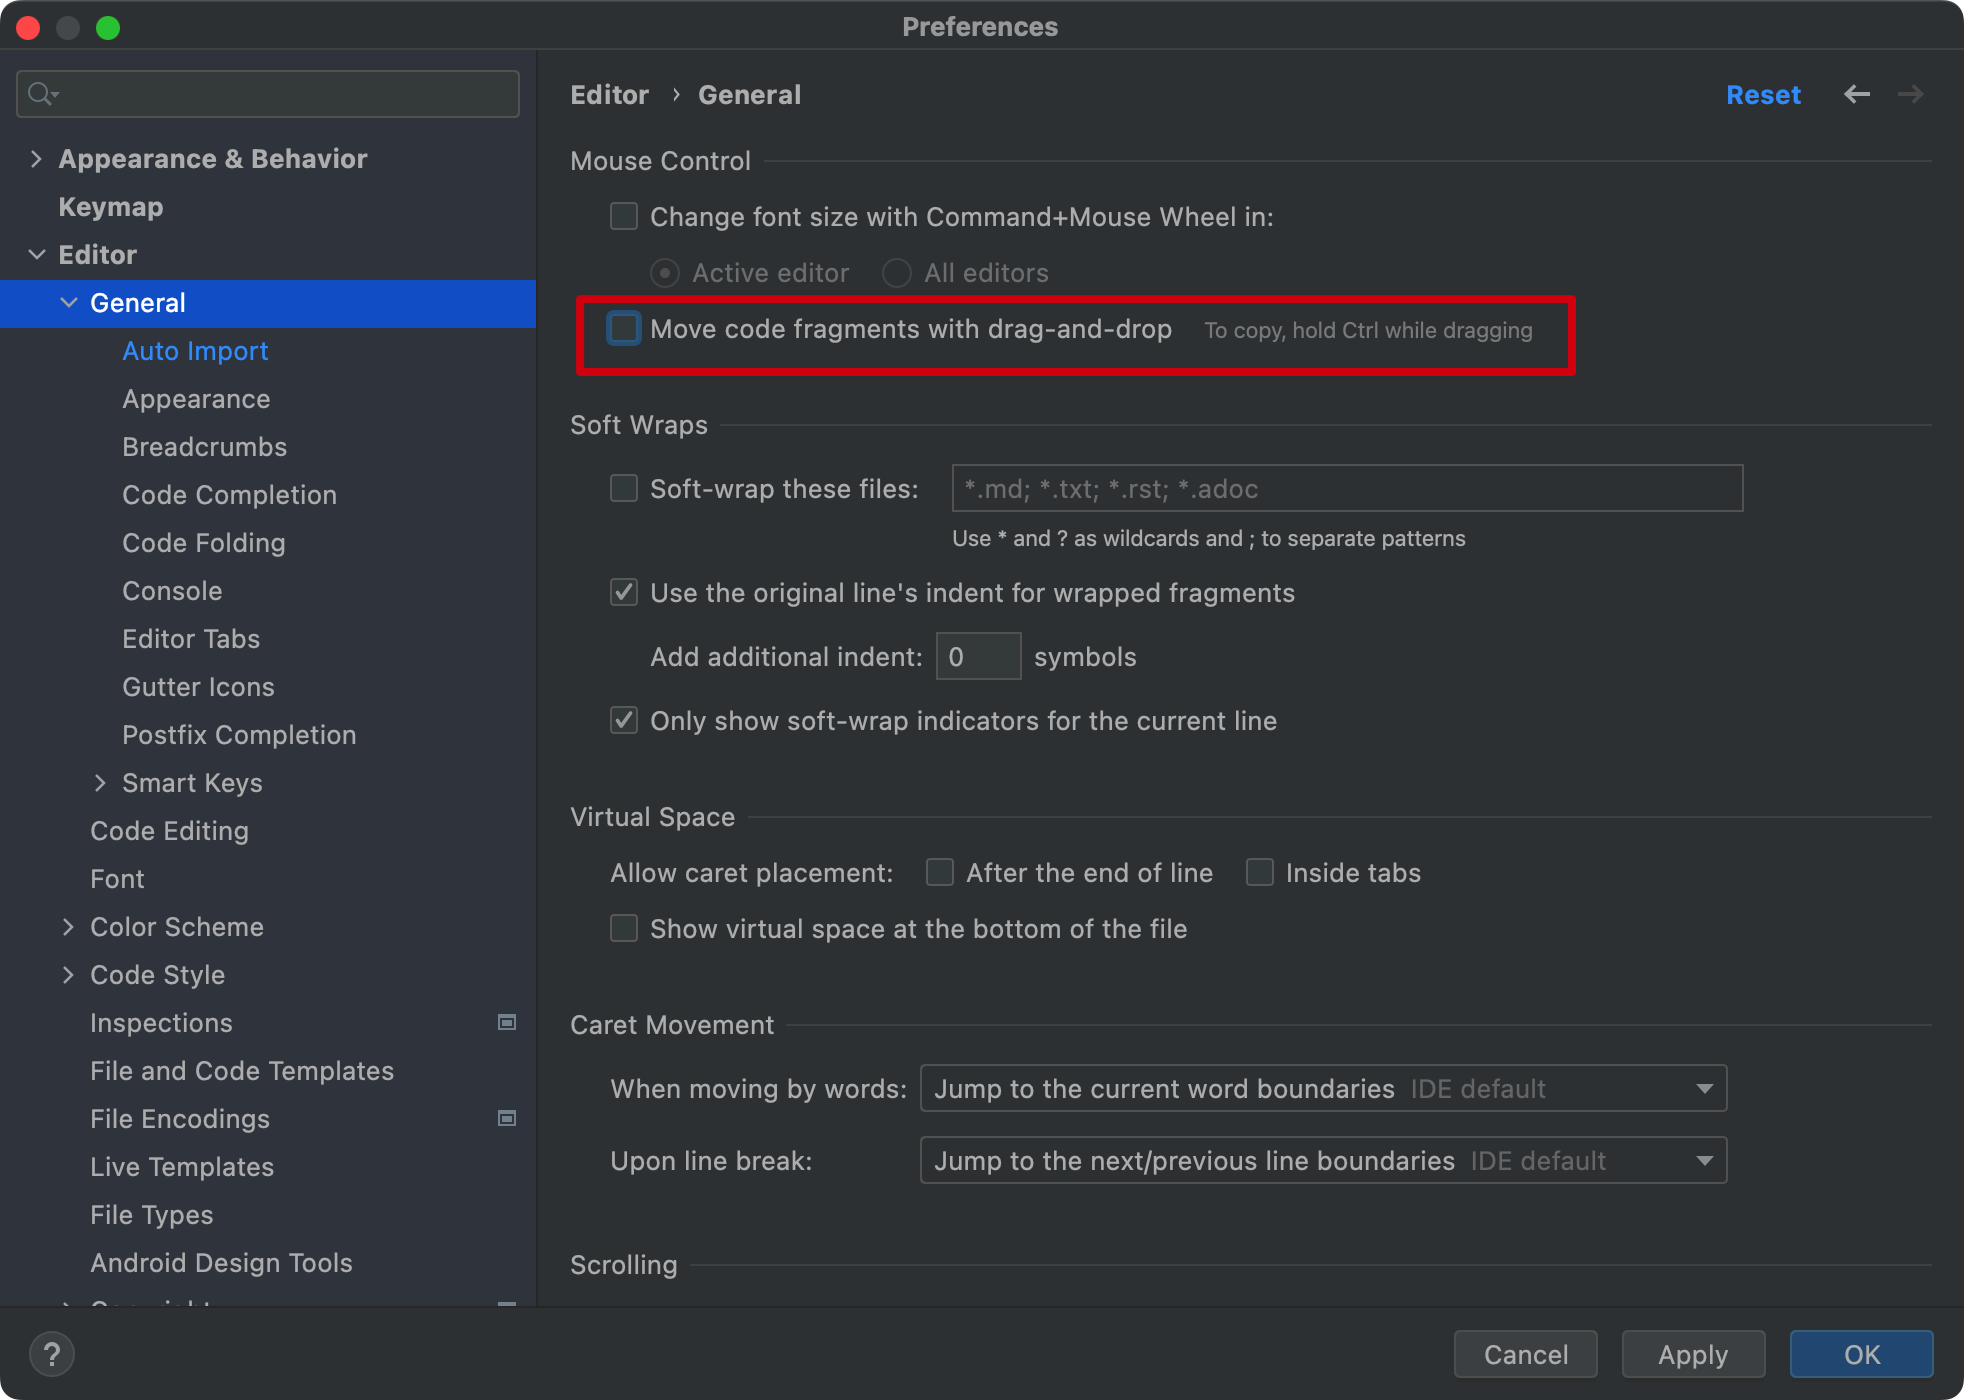 Preferences
Appearance & Behavior
Keymap
Editor
General
Auto Import
Appearance
Breadcrumbs
Code Completion
Code Folding
Console
Editor Tabs
Gutter Icons
Postfix Completion
Smart Keys
Code Editing
Font
Color Scheme
Code Style
Inspections
File and Code Templates
File Encodings
Live Templates
File Types
Android Design Tools
Copyright
Editor › General
Reset
Mouse Control
Change font size with Command+Mouse Wheel in:
Active editor All editors
Move code fragments with drag-and-drop To copy, hold Ctrl while dragging
Soft Wraps
Soft-wrap these files: *.md; *.txt; *.rst; *.adoc
Use * and ? as wildcards and ; to separate patterns
Use the original line's indent for wrapped fragments
Add additional indent: 0 symbols
Only show soft-wrap indicators for the current line
Virtual Space
Allow caret placement: After the end of line Inside tabs
Show virtual space at the bottom of the file
Caret Movement
When moving by words: Jump to the current word boundaries IDE default
Upon line break: Jump to the next/previous line boundaries IDE default
Scrolling
?
Cancel Apply OK